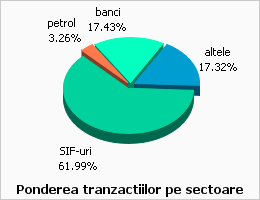 banci
17.43%
petrol
3.26%
altele
17.32%
SIF-uri
61.99%
Ponderea tranzactiilor pe sectoare